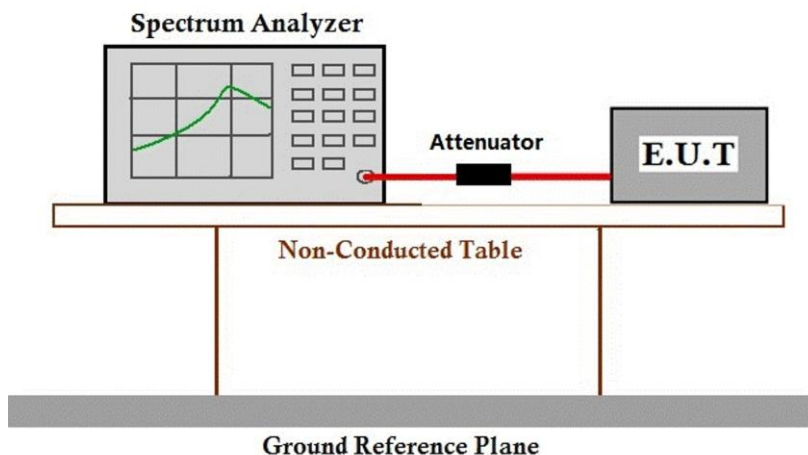 Spectrum Analyzer
Attenuator
E.U.T
Non-Conducted Table
Ground Reference Plane